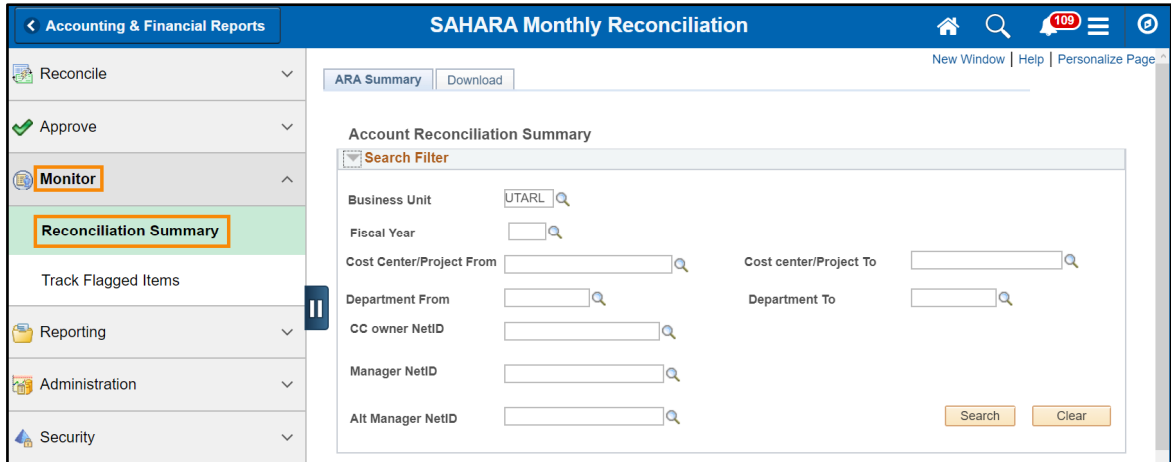 Accounting & Financial Reports
SAHARA Monthly Reconciliation
109
New Window | Help | Personalize Page
Reconcile
Approve
Monitor
Reconciliation Summary
Track Flagged Items
Reporting
Administration
Security
ARA Summary
Download
Account Reconciliation Summary
Search Filter
Business Unit UTARL
Fiscal Year
Cost Center/Project From Cost center/Project To
Department From Department To
CC owner NetID
Manager NetID
Alt Manager NetID
Search Clear